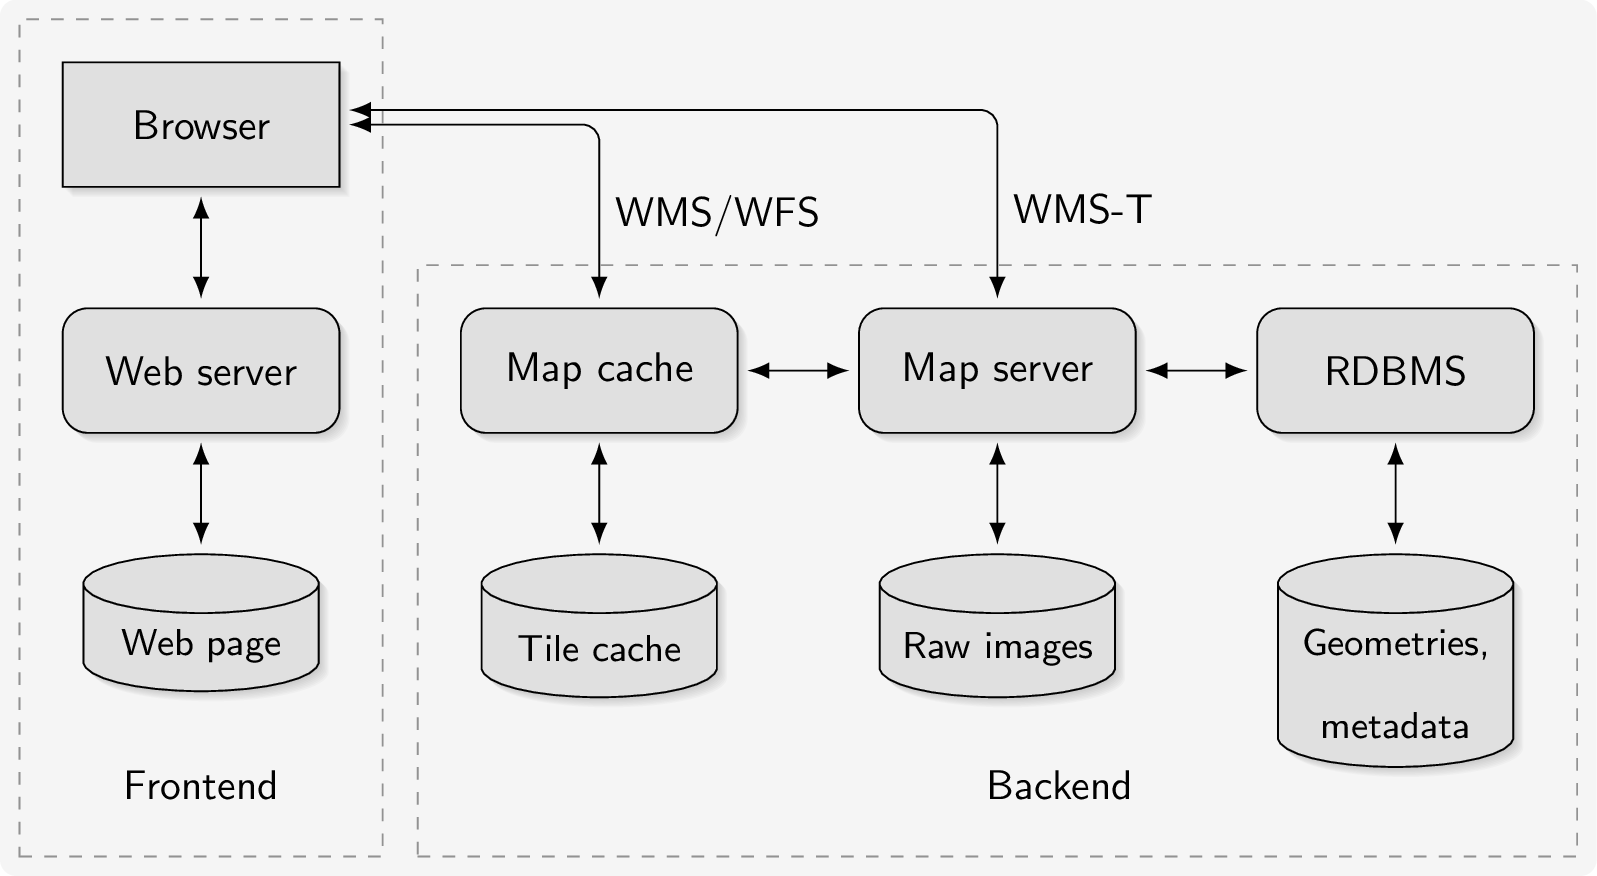 Browser
WMS/WFS
WMS-T
Web server
Map cache
Map server
RDBMS
Web page
Tile cache
Raw images
Geometries,
metadata
Frontend
Backend